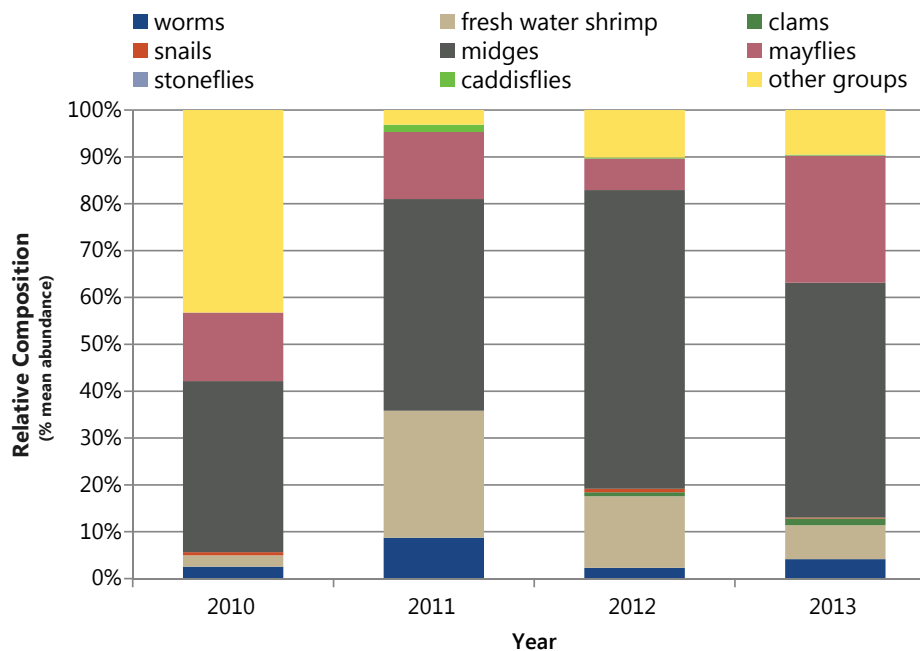 worms fresh water shrimp clams
snails midges mayflies
stoneflies caddisflies other groups
100%
90%
80%
70%
60%
50%
40%
30%
20%
10%
0%
Relative Composition
(% mean abundance)
2010 2011 2012 2013
Year